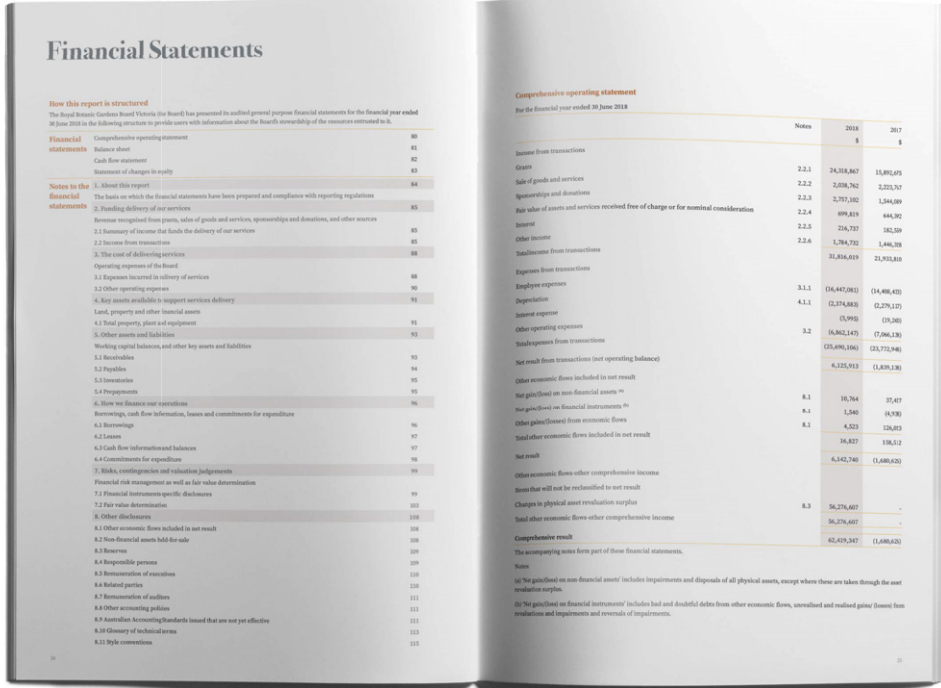 Financial Statements
How this report is structured
The Royal Botanic Gardens Board Victoria (the Board) has presented its audited general purpose financial statements for the financial year ended
30 June 2018 in the following structure to provide users with information about the Board's stewardship of the resources entrusted to it.
Financial statements
Comprehensive operating statement 80
Balance sheet 81
Cash flow statement 82
Statement of changes in equity 83
Notes to the financial statements
1. About this report 84
The basis on which the financial statements have been prepared and compliance with reporting regulations
2. Funding delivery of our services 85
Revenue recognised from grants, sales of goods and services, sponsorships and donations, and other sources
2.1 Summary of income that funds the delivery of our services 85
2.2 Income from transactions 85
3. The cost of delivering services 88
Operating expenses of the Board
3.1 Expenses incurred in delivery of services 88
3.2 Other operating expenses 90
4. Key assets available to support services delivery 91
Land, property and other financial assets
4.1 Total property, plant and equipment 91
5. Other assets and liabilities 93
Working capital balances, and other key assets and liabilities
5.1 Receivables 93
5.2 Payables 94
5.3 Inventories 95
5.4 Prepayments 95
6. How we finance our operations 96
Borrowings, cash flow information, leases and commitments for expenditure
6.1 Borrowings 96
6.2 Leases 97
6.3 Cash flow information and balances 97
6.4 Commitments for expenditure 98
7. Risks, contingencies and valuation judgements 99
Financial risk management as well as fair value determination
7.1 Financial instruments specific disclosures 99
7.2 Fair value determination 103
8. Other disclosures 108
8.1 Other economic flows included in net result 108
8.2 Non-financial assets held-for-sale 108
8.3 Reserves 109
8.4 Responsible persons 109
8.5 Remuneration of executives 110
8.6 Related parties 110
8.7 Remuneration of auditors 111
8.8 Other accounting policies 111
8.9 Australian Accounting Standards issued that are not yet effective 111
8.10 Glossary of technical terms 113
8.11 Style conventions 115
Comprehensive operating statement
For the financial year ended 30 June 2018
Notes 2018 2017
$ $
Income from transactions
Grants 2.2.1 24,318,867 15,892,675
Sale of goods and services 2.2.2 2,038,762 2,223,717
Sponsorships and donations 2.2.3 2,757,102
Fair value of assets and services received free of charge or for nominal consideration 2.2.4 699,819 644,392
Interest 2.2.5 216,737 182,559
Other income 2.2.6 1,784,732 1,446,318
Total income from transactions 31,816,019
Expenses from transactions
Employee expenses 3.1.1 (16,447,081)
Depreciation 4.1.1 (2,374,883) (2,279,117)
Interest expense (5,995)
Other operating expenses 3.2 (6,862,147)
Total expenses from transactions (25,690,106)
Net result from transactions (net operating balance) 6,125,913
Other economic flows included in net result
Net gain/(loss) on non-financial assets (a) 8.1 10,764 37,417
Net gain/(loss) on financial instruments (b) 8.1 1,540
Other gains/(losses) from economic flows 8.1 4,523 126,013
Total other economic flows included in net result 16,827
Net result 6,142,740 (1,680,626)
Other economic flows other comprehensive income
Items that will not be reclassified to net result
Changes in physical asset revaluation surplus 8.3 56,276,607 -
Total other economic flows other comprehensive income 56,276,607 -
Comprehensive result 62,419,347
The accompanying notes form part of these financial statements.
Notes
(a) 'Net gain/(loss) on non-financial assets' includes impairments and disposals of all physical assets, except where these are taken through the asset
revaluation surplus.
(b) 'Net gain/(loss) on financial instruments' includes bad and doubtful debts from other economic flows, unrealised and realised gains/ (losses) from
revaluations and impairments and reversals of impairments.